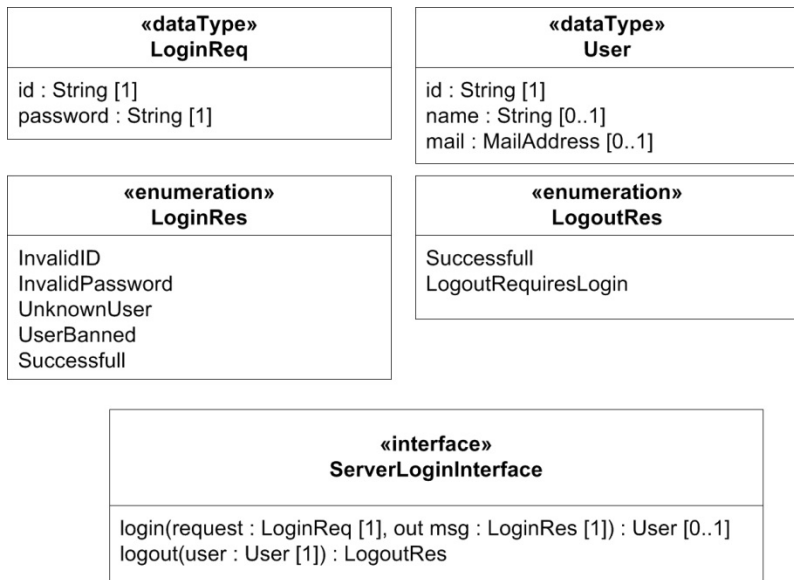 «dataType»
LoginReq
id : String [1]
password : String [1]
«dataType»
User
id : String [1]
name : String [0..1]
mail : MailAddress [0..1]
«enumeration»
LoginRes
InvalidID
InvalidPassword
UnknownUser
UserBanned
Successfull
«enumeration»
LogoutRes
Successfull
LogoutRequiresLogin
«interface»
ServerLoginInterface
login(request : LoginReq [1], out msg : LoginRes [1]) : User [0..1]
logout(user : User [1]) : LogoutRes